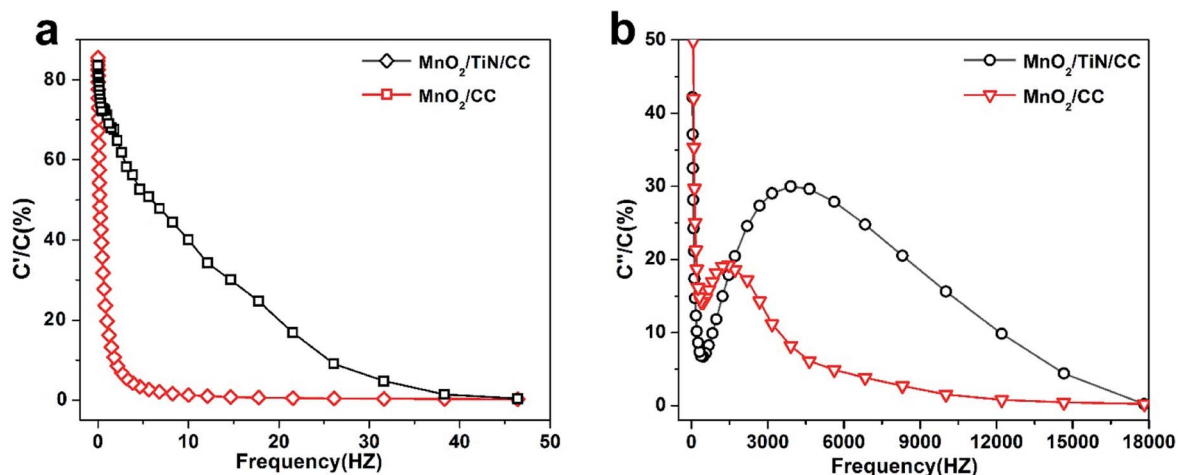 a
MnO₂/TiN/CC
MnO₂/CC
C'/C(%)
80
60
40
20
0
0 10 20 30 40 50
Frequency(HZ)
b
MnO₂/TiN/CC
MnO₂/CC
C''/C(%)
50
40
30
20
10
0
0 3000 6000 9000 12000 15000 18000
Frequency(HZ)